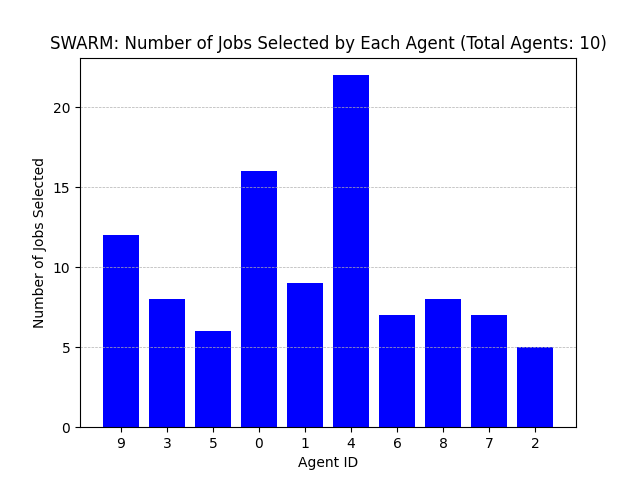 SWARM: Number of Jobs Selected by Each Agent (Total Agents: 10)
Number of Jobs Selected
20
15
10
5
0
9 3 5 0 1 4 6 8 7 2
Agent ID